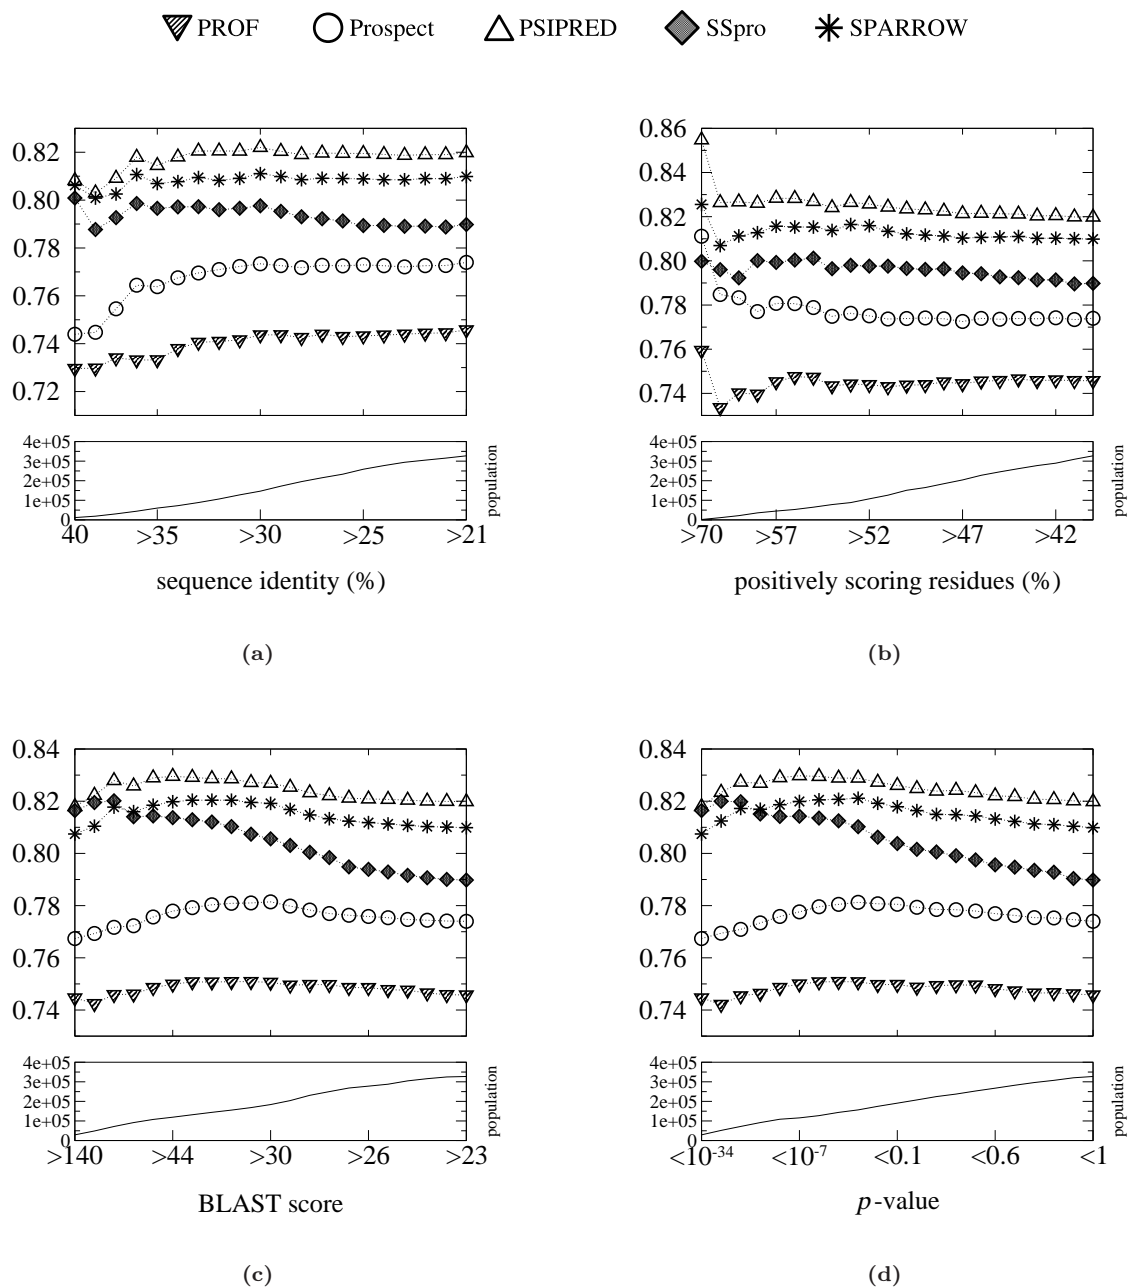 PROF Prospect PSIPRED SSpro SPARROW
0.82
0.80
0.78
0.76
0.74
0.72
4e+05
3e+05
2e+05
1e+05
0
population
40 >35 >30 >25 >21
sequence identity (%)
(a)
0.86
0.84
0.82
0.80
0.78
0.76
0.74
4e+05
3e+05
2e+05
1e+05
0
population
>70 >57 >52 >47 >42
positively scoring residues (%)
(b)
0.84
0.82
0.80
0.78
0.76
0.74
4e+05
3e+05
2e+05
1e+05
0
population
>140 >44 >30 >26 >23
BLAST score
(c)
0.84
0.82
0.80
0.78
0.76
0.74
4e+05
3e+05
2e+05
1e+05
0
population
<10⁻³⁴ <10⁻⁷ <0.1 <0.6 <1
p-value
(d)